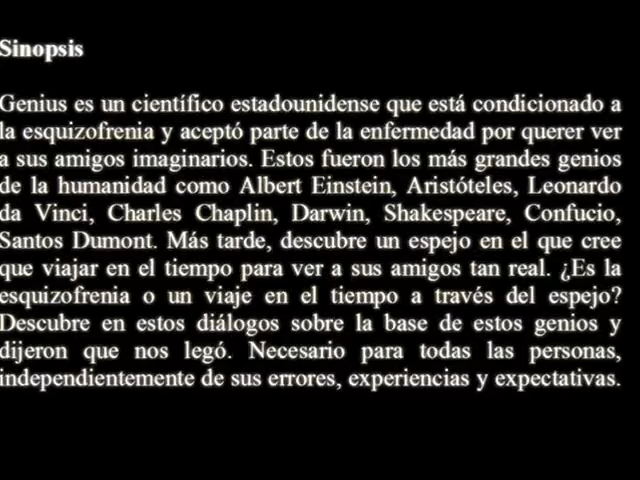 Sinopsis
Genius es un científico estadounidense que está condicionado a
la esquizofrenia y aceptó parte de la enfermedad por querer ver
a sus amigos imaginarios. Estos fueron los más grandes genios
de la humanidad como Albert Einstein, Aristóteles, Leonardo
da Vinci, Charles Chaplin, Darwin, Shakespeare, Confucio,
Santos Dumont. Más tarde, descubre un espejo en el que cree
que viajar en el tiempo para ver a sus amigos tan real. ¿Es la
esquizofrenia o un viaje en el tiempo a través del espejo?
Descubre en estos diálogos sobre la base de estos genios y
dijeron que nos legó. Necesario para todas las personas,
independientemente de sus errores, experiencias y expectativas.